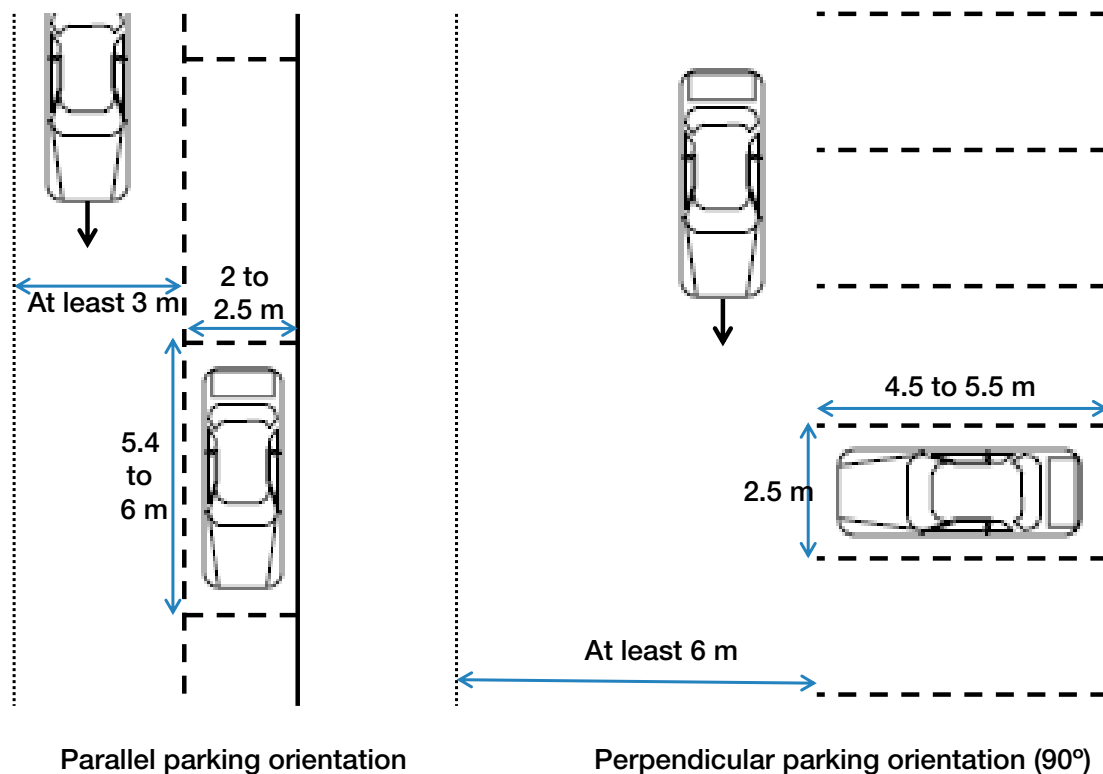 At least 3 m
2 to
2.5 m
5.4
to
6 m
4.5 to 5.5 m
2.5 m
At least 6 m
Parallel parking orientation
Perpendicular parking orientation (90º)